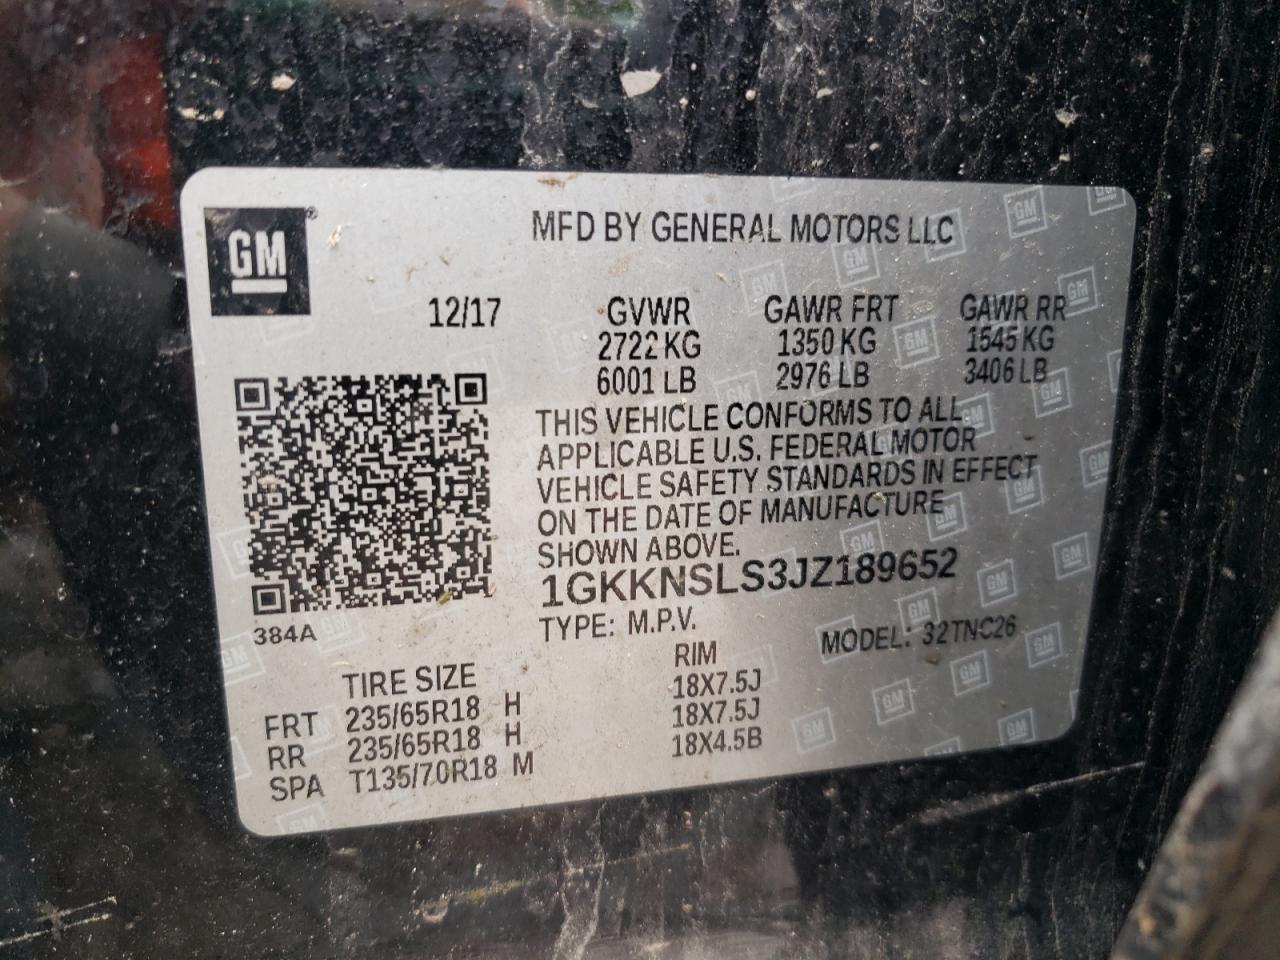 GM
MFD BY GENERAL MOTORS LLC
12/17 GVWR GAWR FRT GAWR RR
2722 KG 1350 KG 1545 KG
6001 LB 2976 LB 3406 LB
THIS VEHICLE CONFORMS TO ALL
APPLICABLE U.S. FEDERAL MOTOR
VEHICLE SAFETY STANDARDS IN EFFECT
ON THE DATE OF MANUFACTURE
SHOWN ABOVE.
1GKKNSLS3JZ189652
384A
TYPE: M.P.V. MODEL: 32TNC26
TIRE SIZE RIM
FRT 235/65R18 H 18X7.5J
RR 235/65R18 H 18X7.5J
SPA T135/70R18 M 18X4.5B